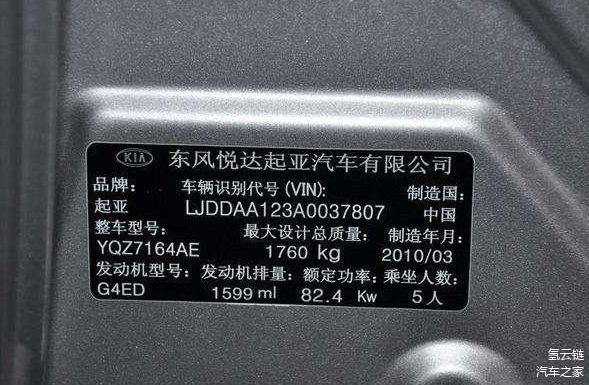 KIA 东风悦达起亚汽车有限公司
品牌: 车辆识别代号(VIN): 制造国:
起亚 LJDDAA123A0037807 中国
整车型号: 最大设计总质量: 制造年月:
YQZ7164AE 1760 kg 2010/03
发动机型号: 发动机排量: 额定功率: 乘坐人数:
G4ED 1599 ml 82.4 Kw 5人
氢云链
汽车之家